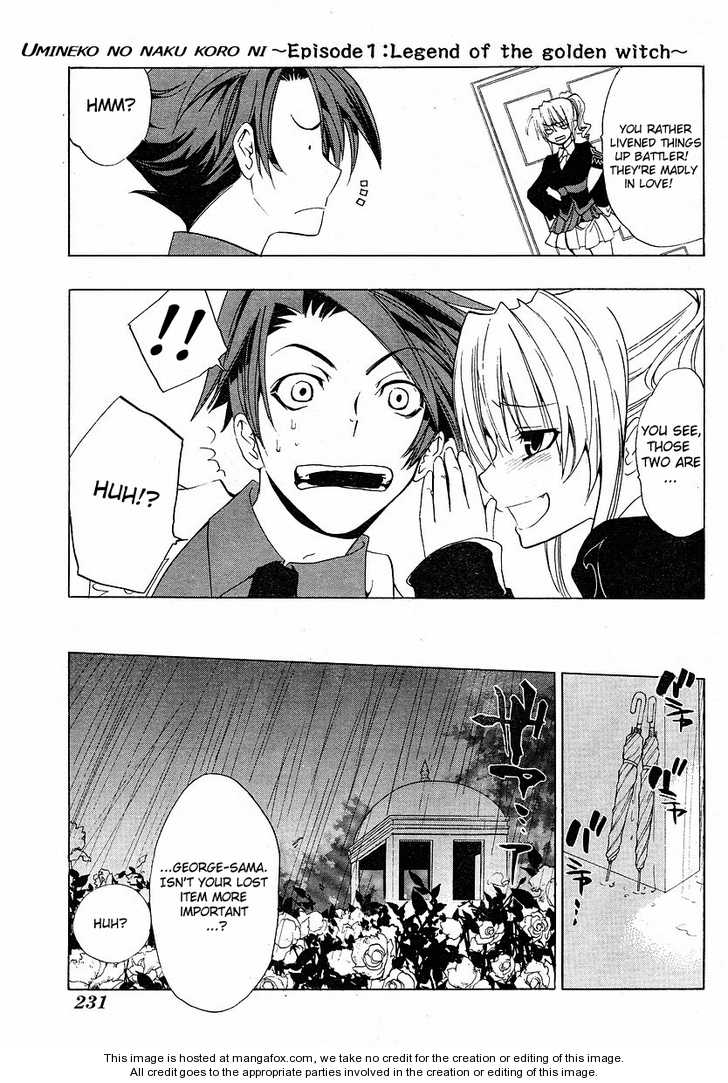 UMINEKO NO NAKU KORO NI ~Episode1:Legend of the golden witch~
HMM?
YOU RATHER
LIVENED THINGS
UP BATTLER!
THEY'RE MADLY
IN LOVE!
!!
YOU SEE,
THOSE
TWO ARE
...
HUH!?
...GEORGE-SAMA.
ISN'T YOUR LOST
ITEM MORE
IMPORTANT
...?
HUH?
231
This image is hosted at mangafox.com, we take no credit for the creation or editing of this image.
All credit goes to the appropriate parties involved in the creation or editing of this image.